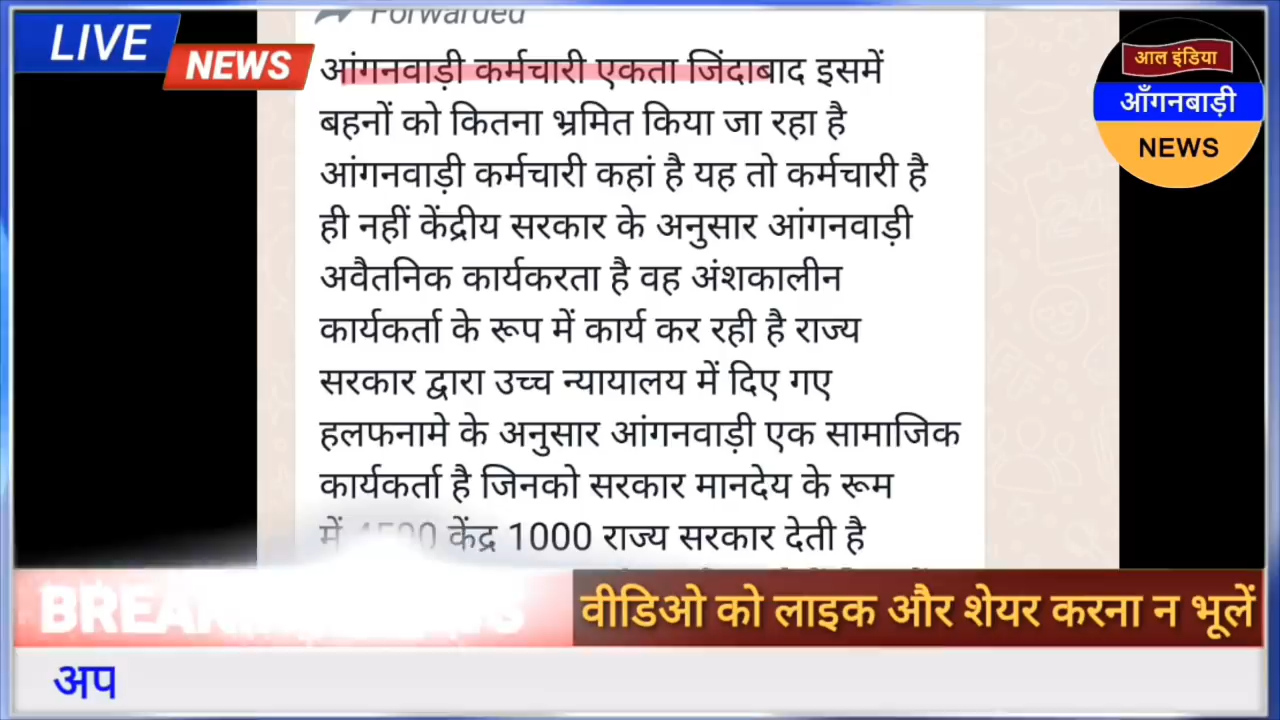 Forwarded
LIVE
NEWS
आंगनवाड़ी कर्मचारी एकता जिंदाबाद इसमें
बहनों को कितना भ्रमित किया जा रहा है
आंगनवाड़ी कर्मचारी कहां है यह तो कर्मचारी है
ही नहीं केंद्रीय सरकार के अनुसार आंगनवाड़ी
अवैतनिक कार्यकरता है वह अंशकालीन
कार्यकर्ता के रूप में कार्य कर रही है राज्य
सरकार द्वारा उच्च न्यायालय में दिए गए
हलफनामे के अनुसार आंगनवाड़ी एक सामाजिक
कार्यकर्ता है जिनको सरकार मानदेय के रूम
में 4500 केंद्र 1000 राज्य सरकार देती है
आल इंडिया
आँगनबाड़ी
NEWS
वीडिओ को लाइक और शेयर करना न भूलें
अप